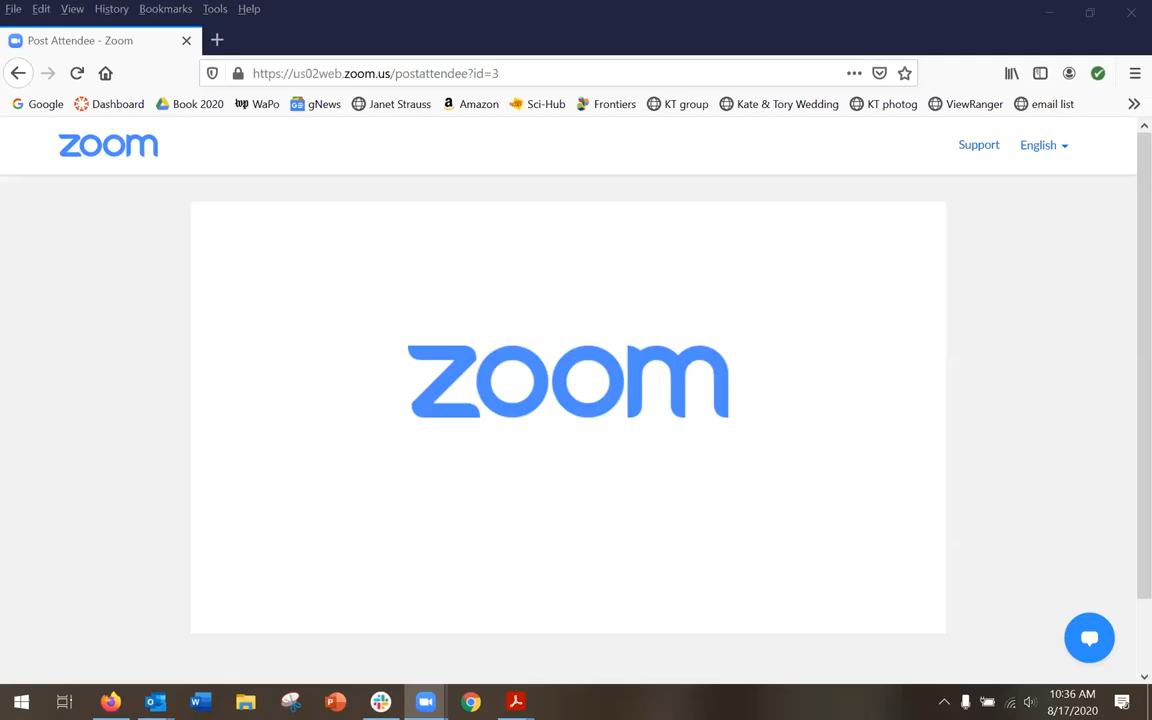 File Edit View History Bookmarks Tools Help
Post Attendee - Zoom
https://us02web.zoom.us/postattendee?id=3
Google Dashboard Book 2020 wp WaPo gNews Janet Strauss Amazon Sci-Hub Frontiers KT group Kate & Tory Wedding KT photog ViewRanger email list
zoom Support English
zoom
10:36 AM
8/17/2020